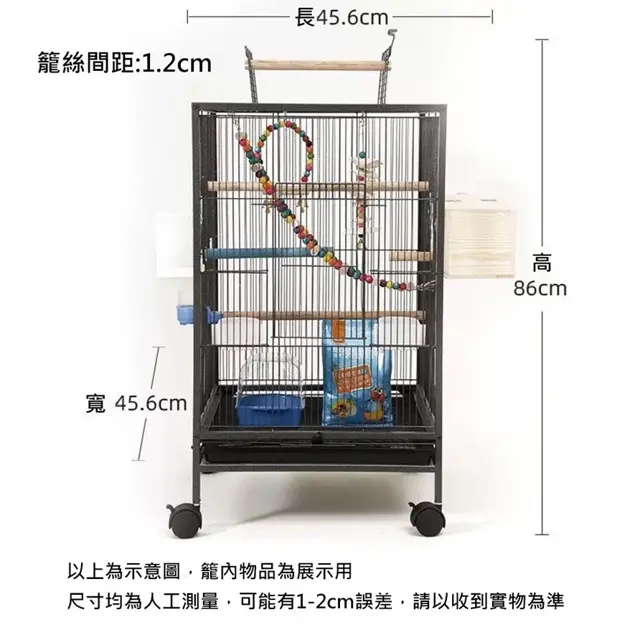 長45.6cm
籠絲間距:1.2cm
高
86cm
寬 45.6cm
以上為示意圖，籠內物品為展示用
尺寸均為人工測量，可能有1-2cm誤差，請以收到實物為準